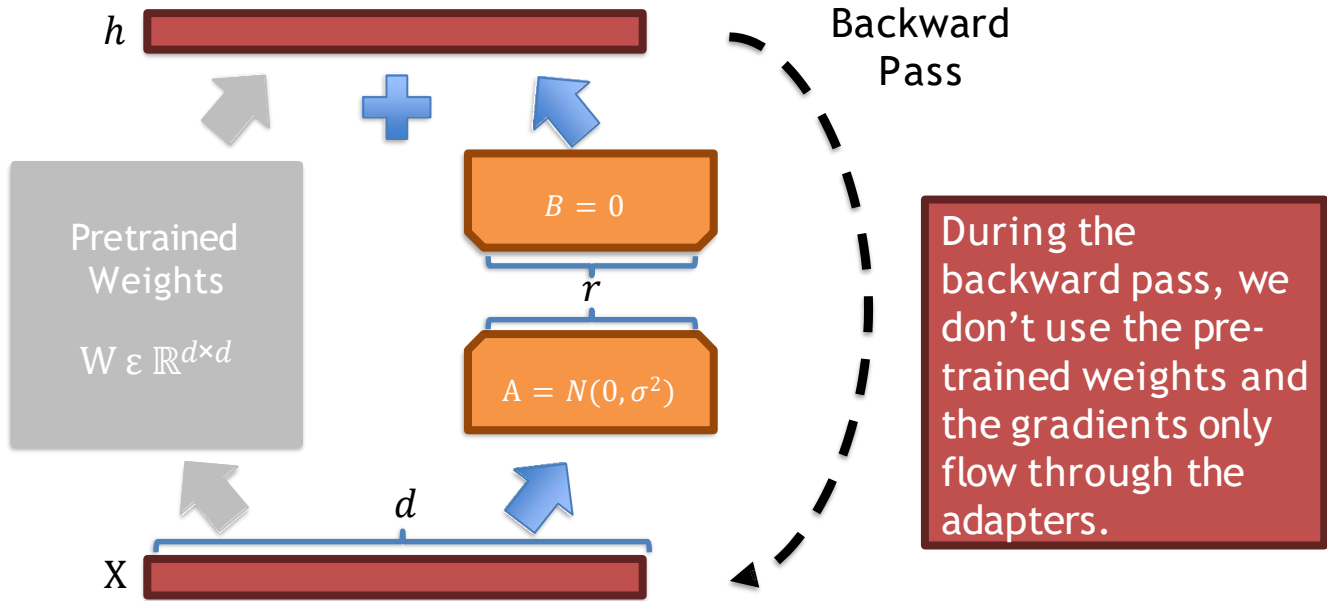 h
Backward
Pass
Pretrained
Weights
W ε ℝ^{d×d}
B = 0
r
A = N(0, σ²)
d
X
During the
backward pass, we
don’t use the pre-
trained weights and
the gradients only
flow through the
adapters.